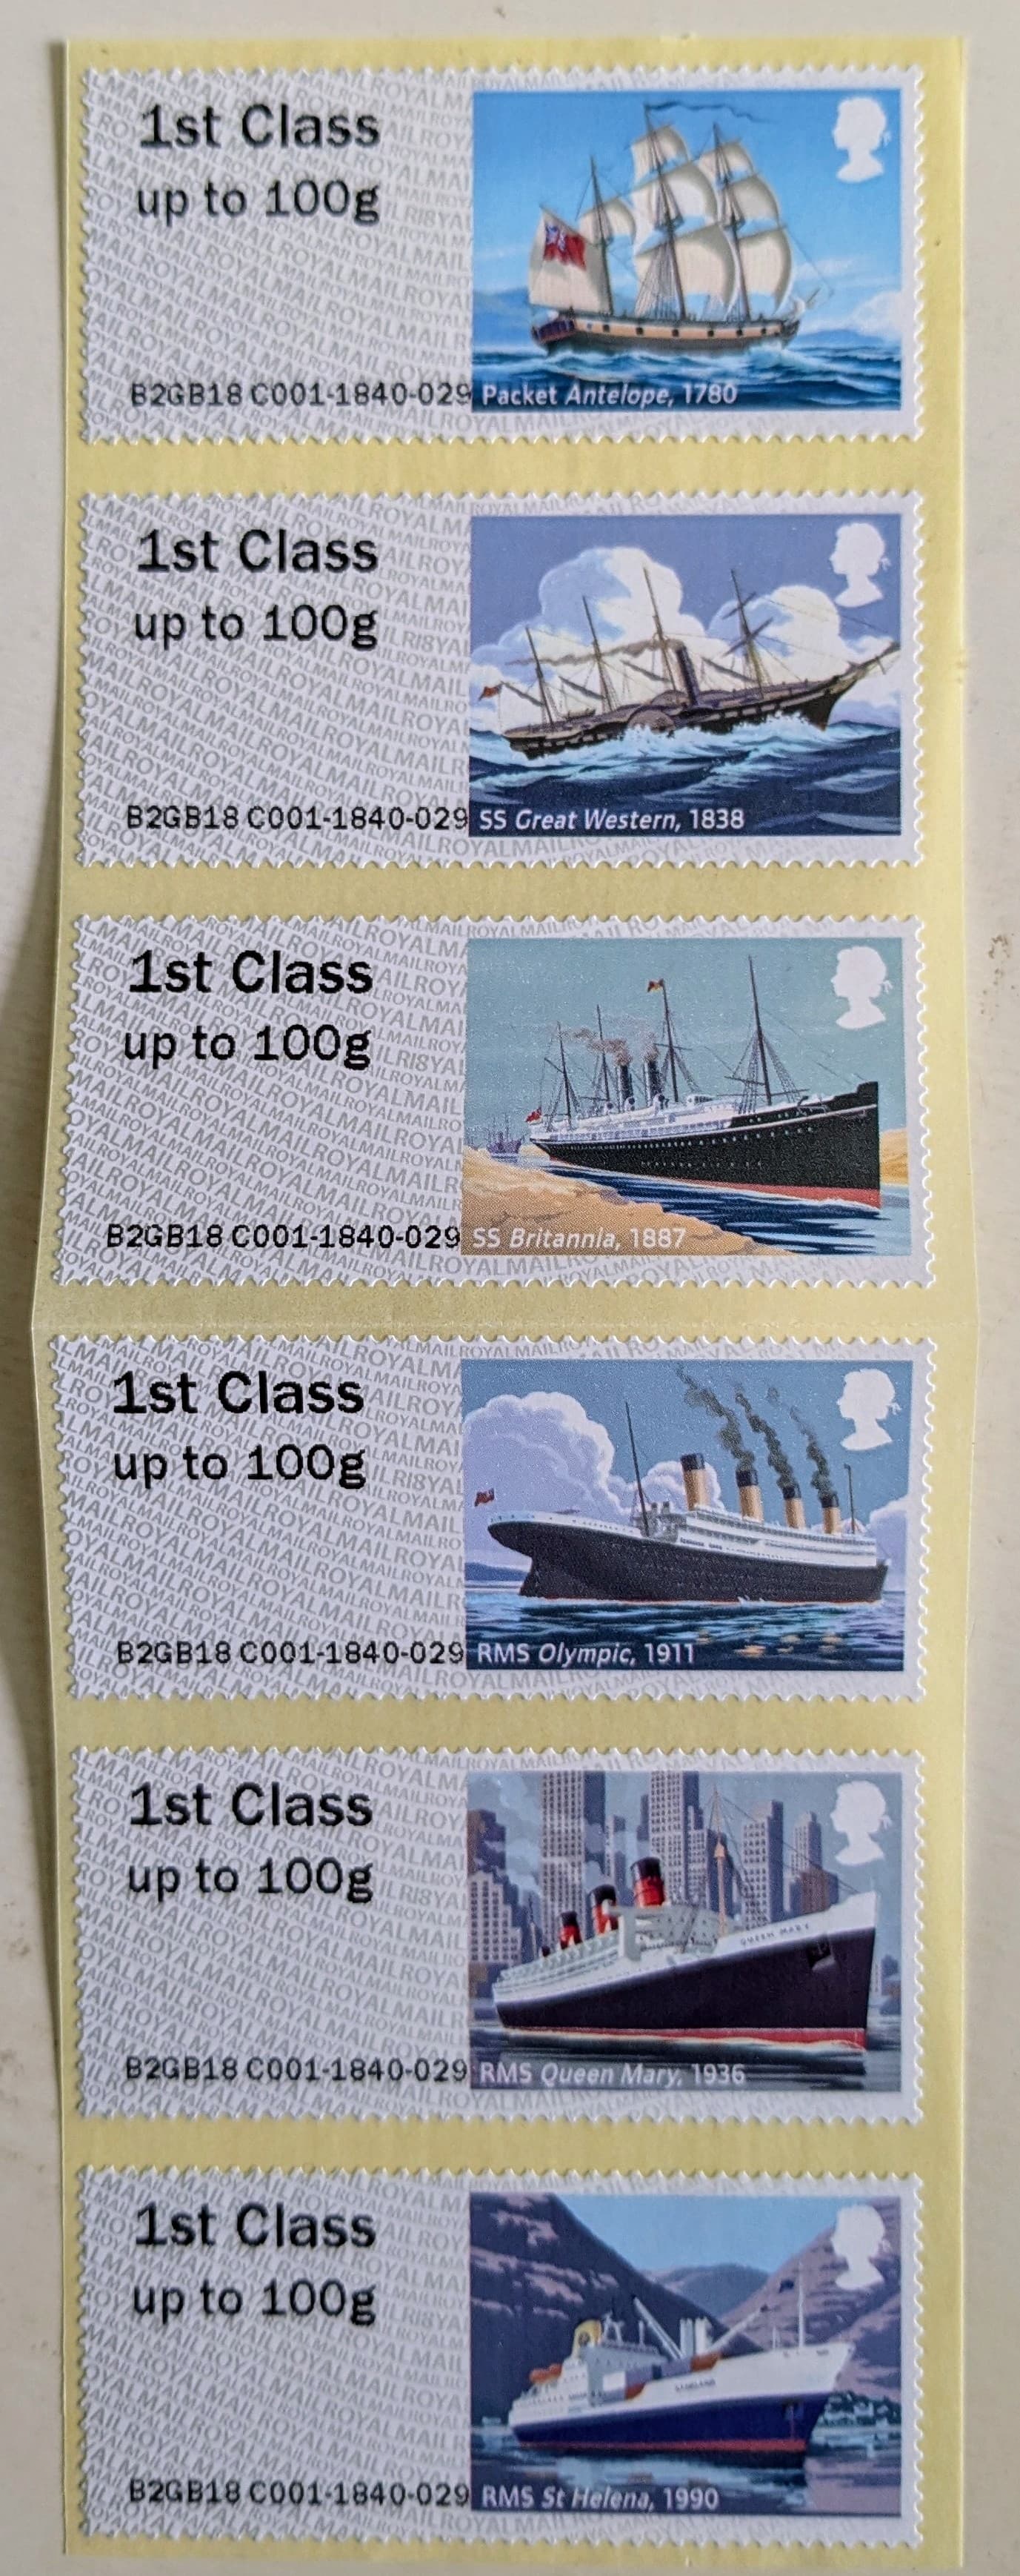 1st Class
up to 100g
B2GB18 C001-1840-029 Packet Antelope, 1780
1st Class
up to 100g
B2GB18 C001-1840-029 SS Great Western, 1838
1st Class
up to 100g
B2GB18 C001-1840-029 SS Britannia, 1887
1st Class
up to 100g
B2GB18 C001-1840-029 RMS Olympic, 1911
1st Class
up to 100g
QUEEN MARY
B2GB18 C001-1840-029 RMS Queen Mary, 1936
1st Class
up to 100g
B2GB18 C001-1840-029 RMS St Helena, 1990